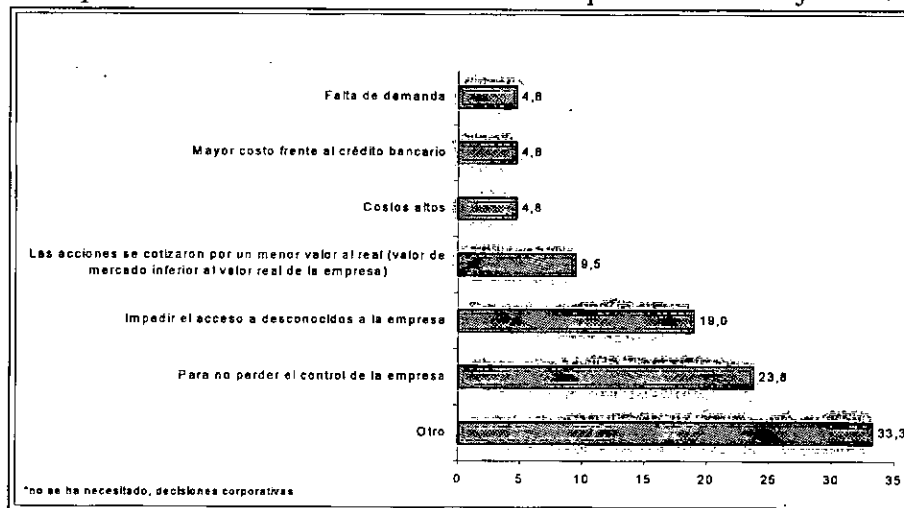 Falta de demanda
4,8
Mayor costo frente al crédito bancario
4,8
Costos altos
4,8
Las acciones se cotizaron por un menor valor al real (valor de
mercado inferior al valor real de la empresa)
9,5
Impedir el acceso a desconocidos a la empresa
19,0
Para no perder el control de la empresa
23,8
Otro
33,3
0 5 10 15 20 25 30 35
*no se ha necesitado, decisiones corporativas